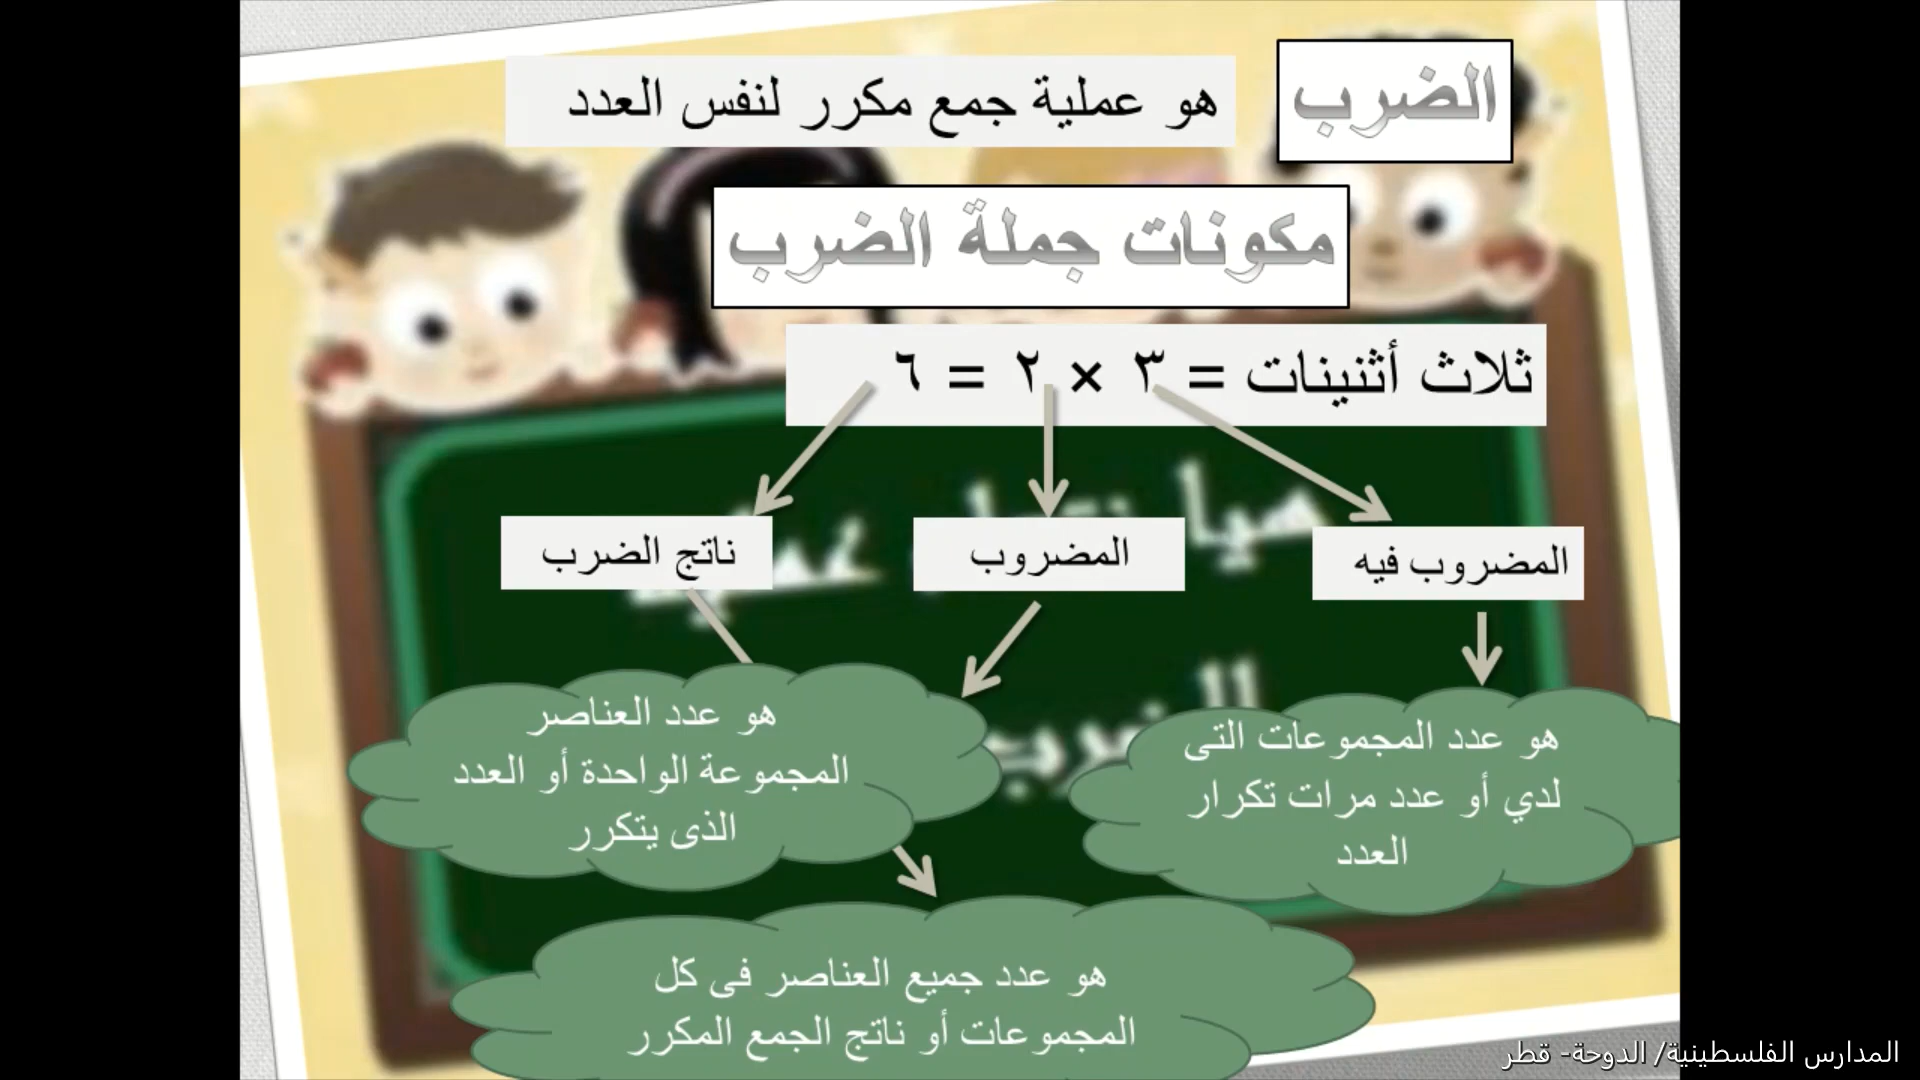 الضرب
هو عملية جمع مكرر لنفس العدد
مكونات جملة الضرب
ثلاث أثنينات = ٣ × ٢ = ٦
المضروب فيه
المضروب
ناتج الضرب
هو عدد المجموعات التى
لدي أو عدد مرات تكرار
العدد
هو عدد العناصر
المجموعة الواحدة أو العدد
الذى يتكرر
هو عدد جميع العناصر فى كل
المجموعات أو ناتج الجمع المكرر
هيا
الضرب
المدارس الفلسطينية/ الدوحة- قطر